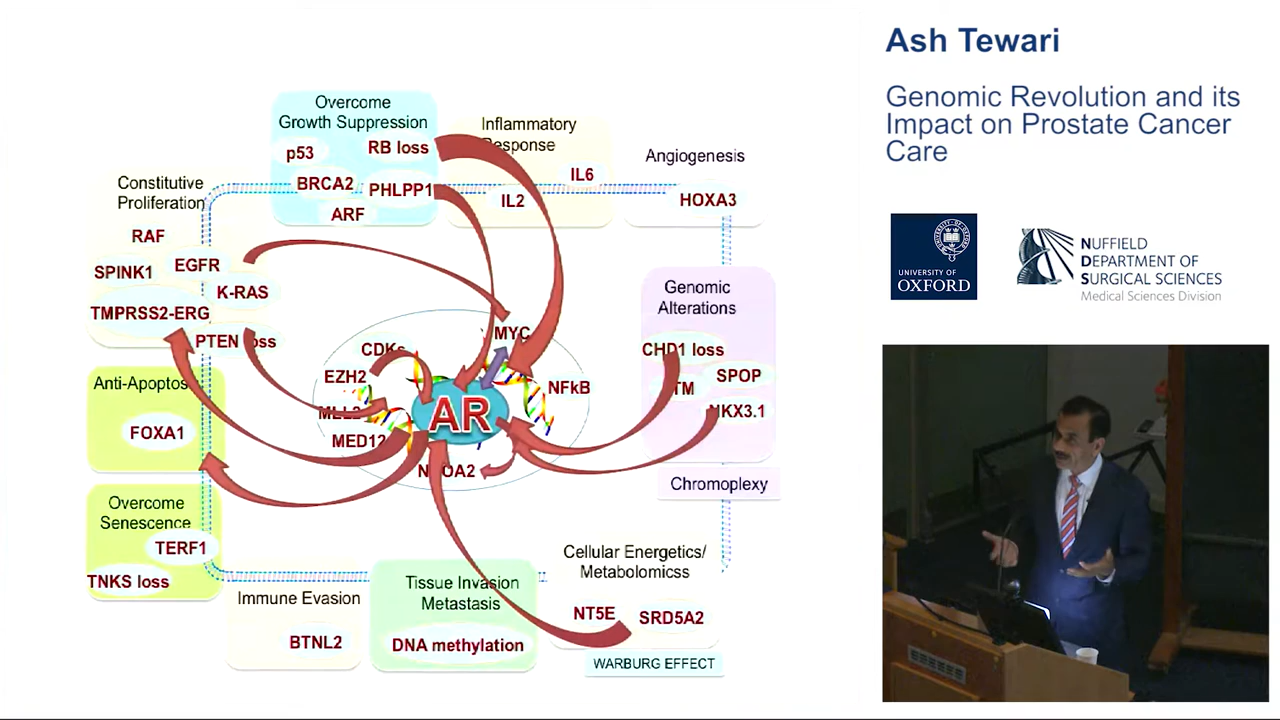 Ash Tewari
Genomic Revolution and its
Impact on Prostate Cancer
Care
UNIVERSITY OF
OXFORD
NUFFIELD
DEPARTMENT OF
SURGICAL SCIENCES
Medical Sciences Division
Overcome
Growth Suppression
p53
RB loss
BRCA2
PHLPP1
ARF
Inflammatory
Response
IL6
IL2
Angiogenesis
HOXA3
Constitutive
Proliferation
RAF
SPINK1
EGFR
K-RAS
TMPRSS2-ERG
PTEN loss
Genomic
Alterations
CHD1 loss
SPOP
NKX3.1
Chromoplexy
MYC
CDKs
EZH2
NFkB
AR
MED12
Anti-Apoptosis
FOXA1
Overcome
Senescence
TERF1
TNKS loss
Immune Evasion
BTNL2
Tissue Invasion
Metastasis
DNA methylation
Cellular Energetics/
Metabolomicss
NT5E
SRD5A2
WARBURG EFFECT